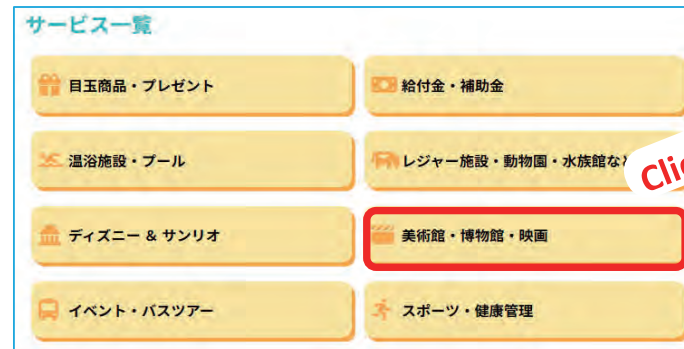 サービス一覧
目玉商品・プレゼント
給付金・補助金
温浴施設・プール
レジャー施設・動物園・水族館な
ディズニー & サンリオ
美術館・博物館・映画
イベント・バスツアー
スポーツ・健康管理